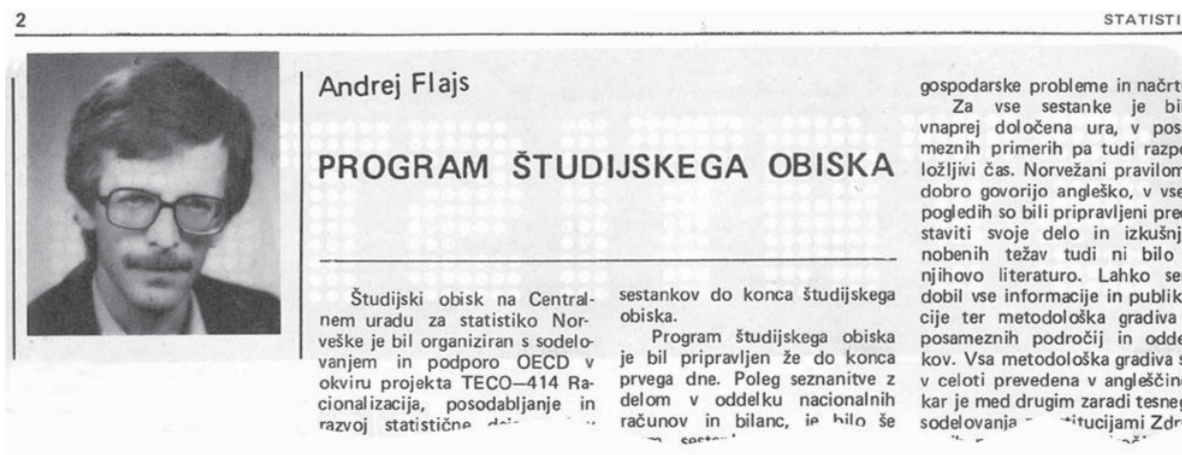 2
STATISTI
Andrej Flajs
PROGRAM ŠTUDIJSKEGA OBISKA
Študijski obisk na Central-
nem uradu za statistiko Nor-
veške je bil organiziran s sodelo-
vanjem in podporo OECD v
okviru projekta TECO—414 Ra-
cionalizacija, posodabljanje in
razvoj statistične
sestankov do konca študijskega
obiska.
Program študijskega obiska
je bil pripravljen že do konca
prvega dne. Poleg seznanitve z
delom v oddelku nacionalnih
računov in bilanc, je bilo še
gospodarske probleme in načrt
Za vse sestanke je bil
vnaprej določena ura, v pos
meznih primerih pa tudi razp
ložljivi čas. Norvežani pravilom
dobro govorijo angleško, v vse
pogledih so bili pripravljeni pre
staviti svoje delo in izkušnj
nobenih težav tudi ni bilo
njihovo literaturo. Lahko se
dobil vse informacije in publik
cije ter metodološka gradiva
posameznih področij in odde
kov. Vsa metodološka gradiva s
v celoti prevedena v angleščin
kar je med drugim zaradi tesneg
sodelovanja titucijami Zdr